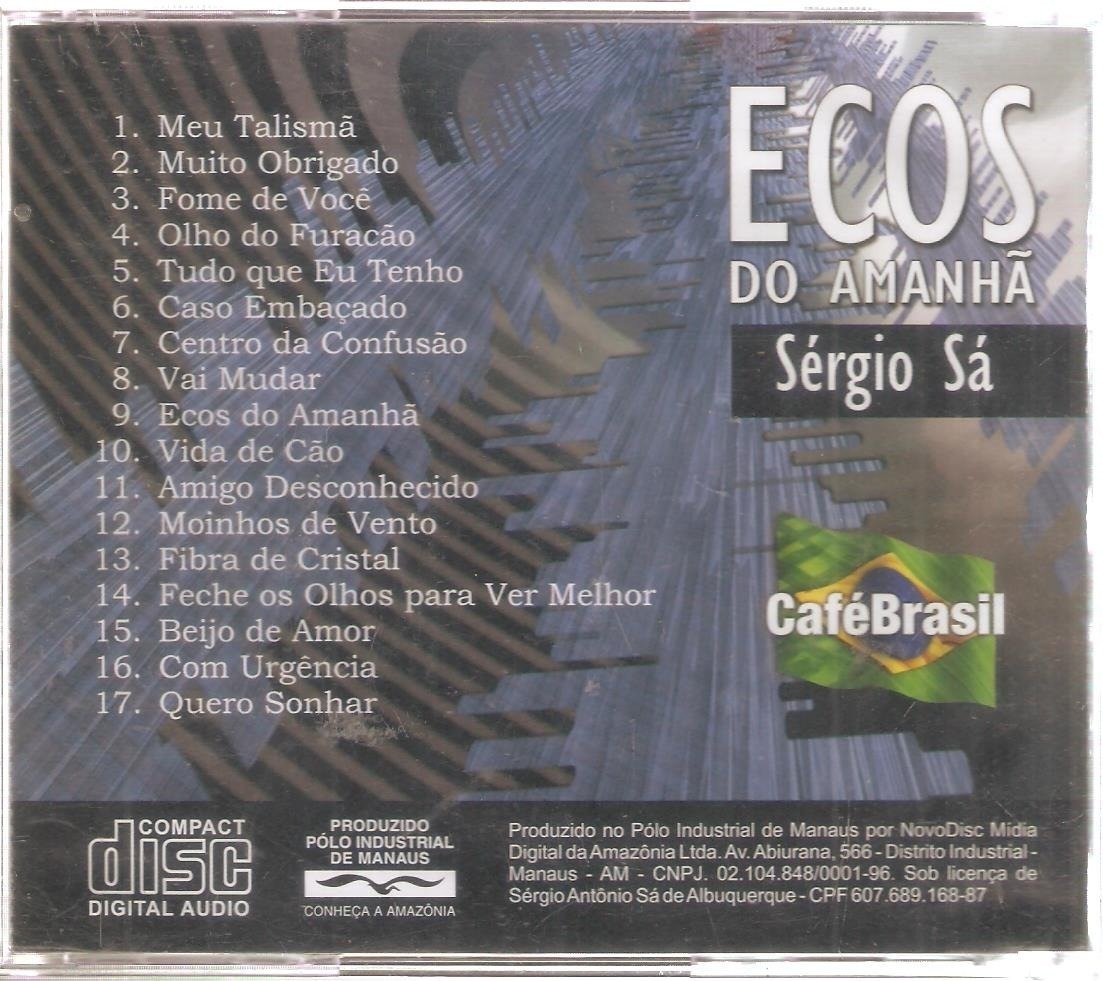 1. Meu Talismã
2. Muito Obrigado
3. Fome de Você
4. Olho do Furacão
5. Tudo que Eu Tenho
6. Caso Embaçado
7. Centro da Confusão
8. Vai Mudar
9. Ecos do Amanhã
10. Vida de Cão
11. Amigo Desconhecido
12. Moinhos de Vento
13. Fibra de Cristal
14. Feche os Olhos para Ver Melhor
15. Beijo de Amor
16. Com Urgência
17. Quero Sonhar
ECOS
DO AMANHÃ
Sérgio Sá
CaféBrasil
COMPACT
disc
DIGITAL AUDIO
PRODUZIDO
PÓLO INDUSTRIAL
DE MANAUS
CONHEÇA A AMAZÔNIA
Produzido no Pólo Industrial de Manaus por NovoDisc Mídia
Digital da Amazônia Ltda. Av. Abiurana, 566 - Distrito Industrial -
Manaus - AM - CNPJ. 02.104.848/0001-96. Sob licença de
Sérgio Antônio Sá de Albuquerque - CPF 607.689.168-87